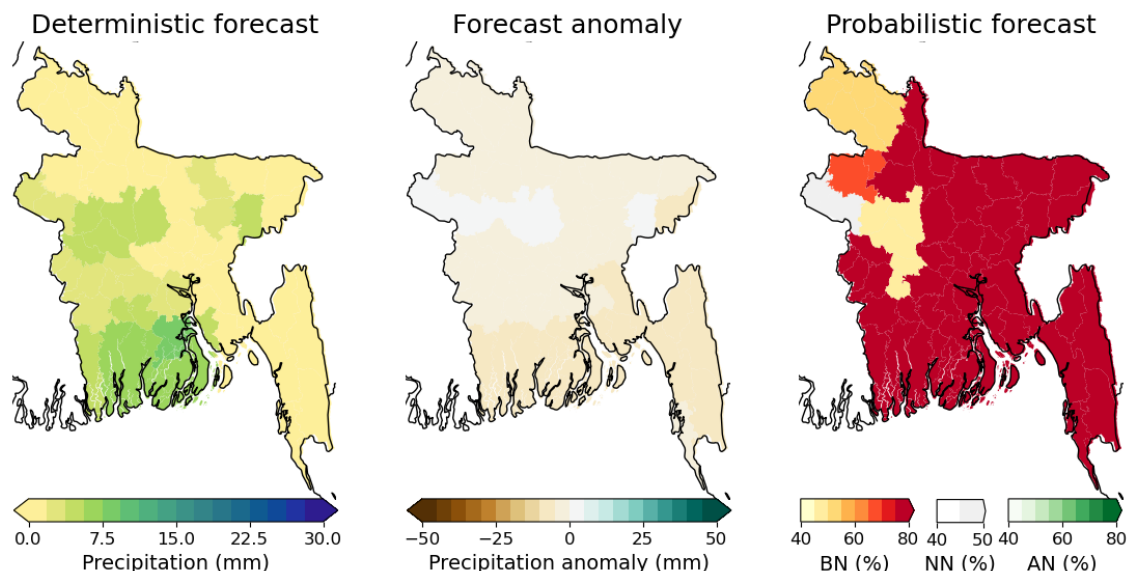 Deterministic forecast
Forecast anomaly
Probabilistic forecast
0.0 7.5 15.0 22.5 30.0
Precipitation (mm)
−50 −25 0 25 50
Precipitation anomaly (mm)
40 60 80
BN (%)
40 50
NN (%)
40 60 80
AN (%)